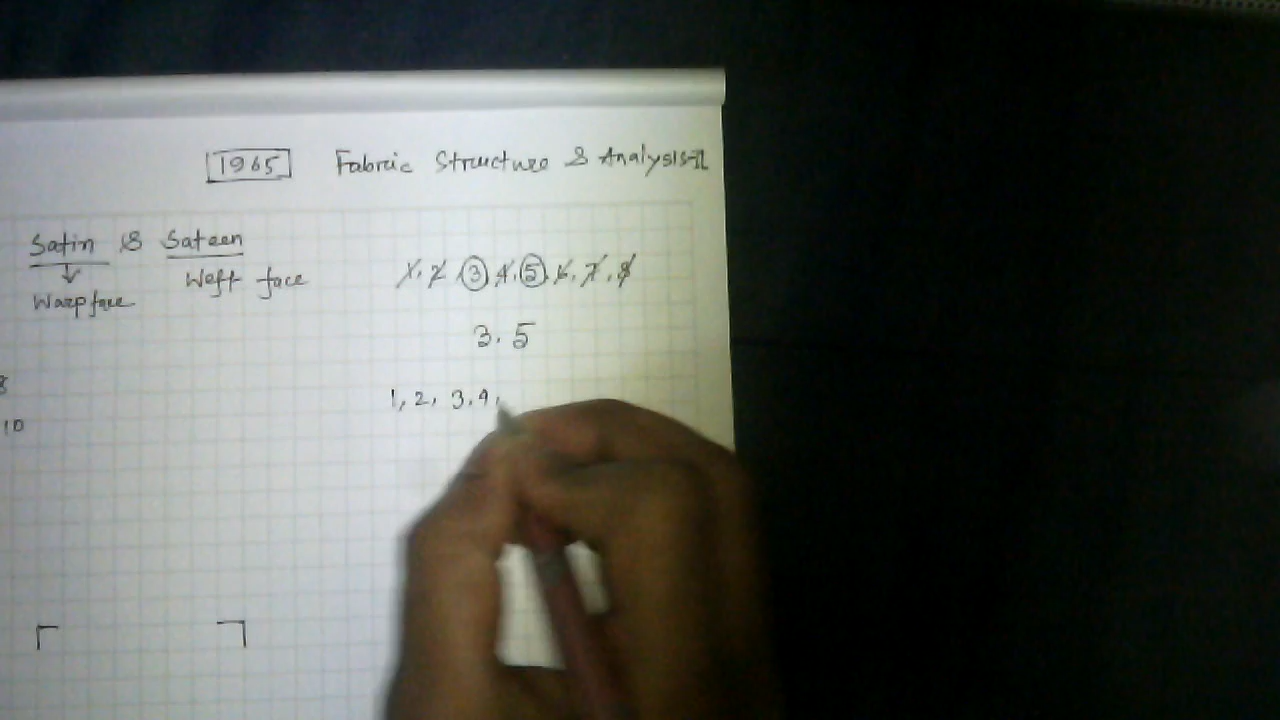 1965 Fabric Structure & Analysis-II
Satin & Sateen
Warp face Weft face
1, 2, 3, 4, 5, 6, 7, 8
3, 5
8
1, 2, 3, 4,
10